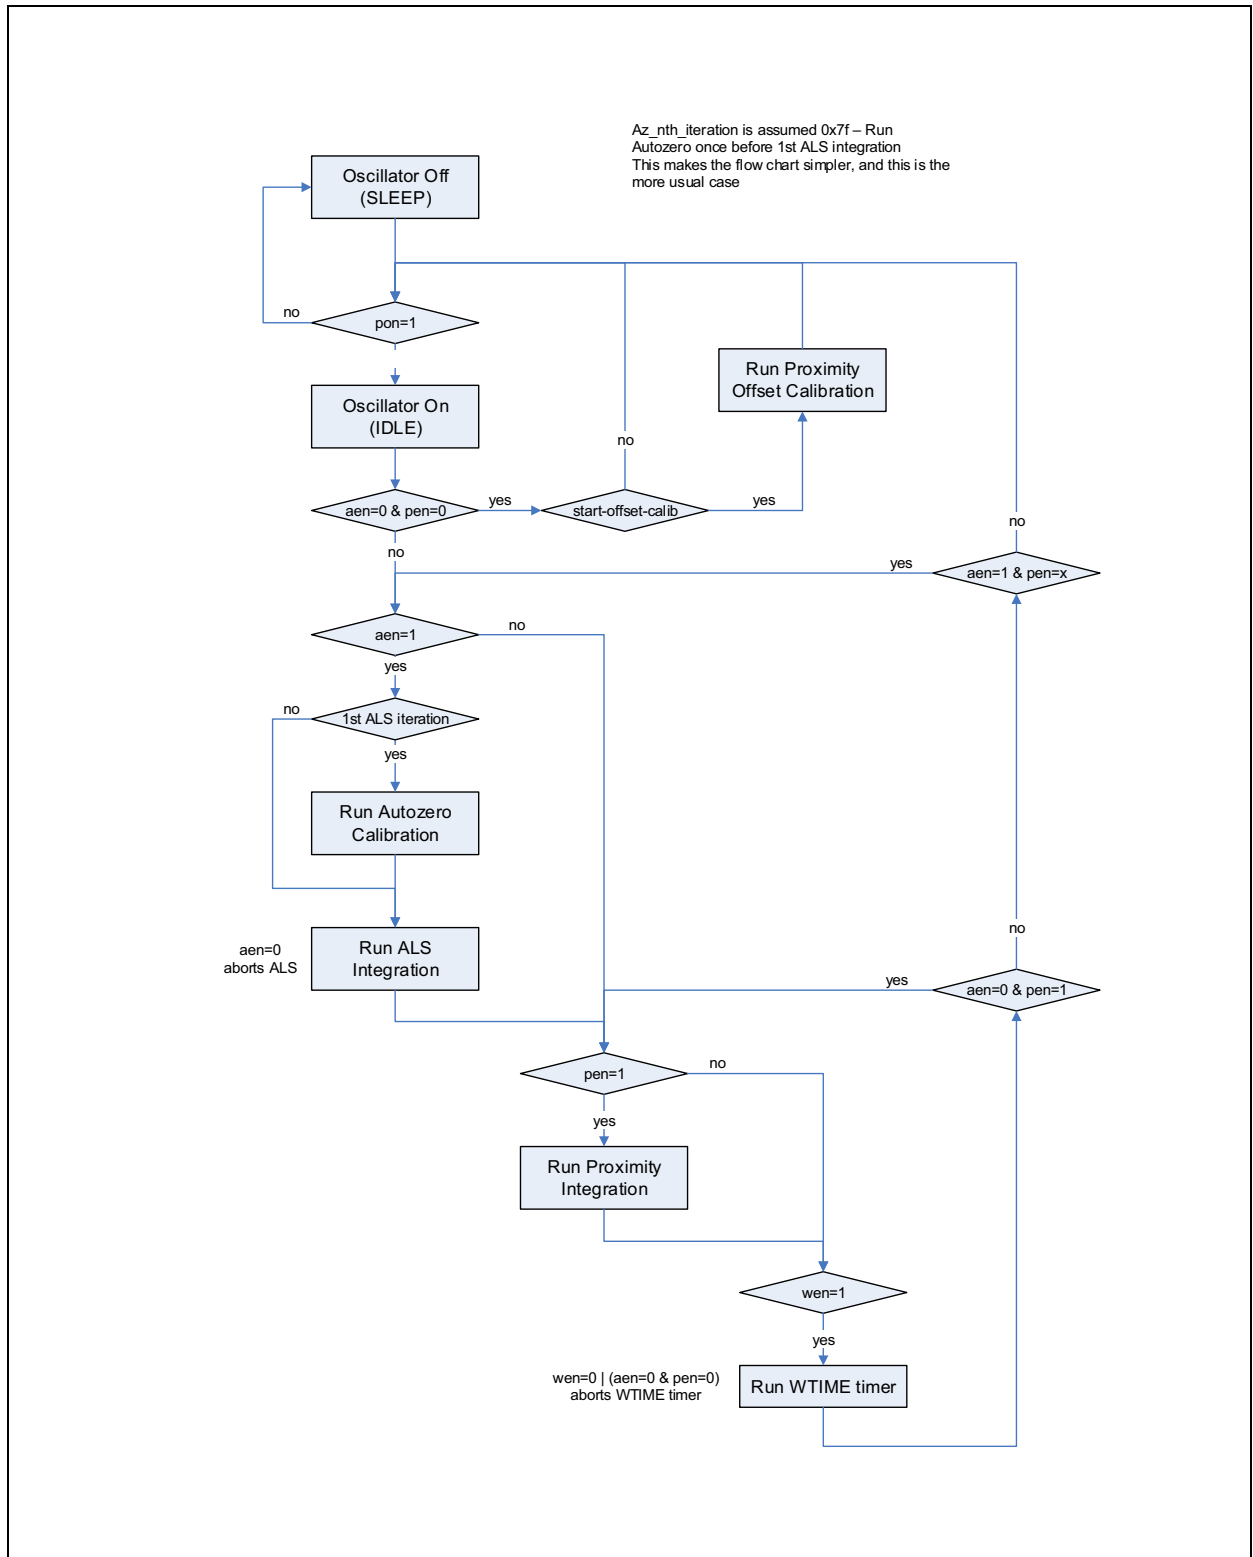 Az_nth_iteration is assumed 0x7f – Run
Autozero once before 1st ALS integration
This makes the flow chart simpler, and this is the
more usual case
Oscillator Off
(SLEEP)
no
pon=1
Run Proximity
Offset Calibration
Oscillator On
(IDLE)
no
aen=0 & pen=0
yes
start-offset-calib
yes
no
no
yes
aen=1 & pen=x
aen=1
no
yes
no
1st ALS iteration
yes
Run Autozero
Calibration
no
aen=0
aborts ALS
Run ALS
Integration
yes
aen=0 & pen=1
pen=1
no
yes
Run Proximity
Integration
wen=1
yes
wen=0 | (aen=0 & pen=0)
aborts WTIME timer
Run WTIME timer